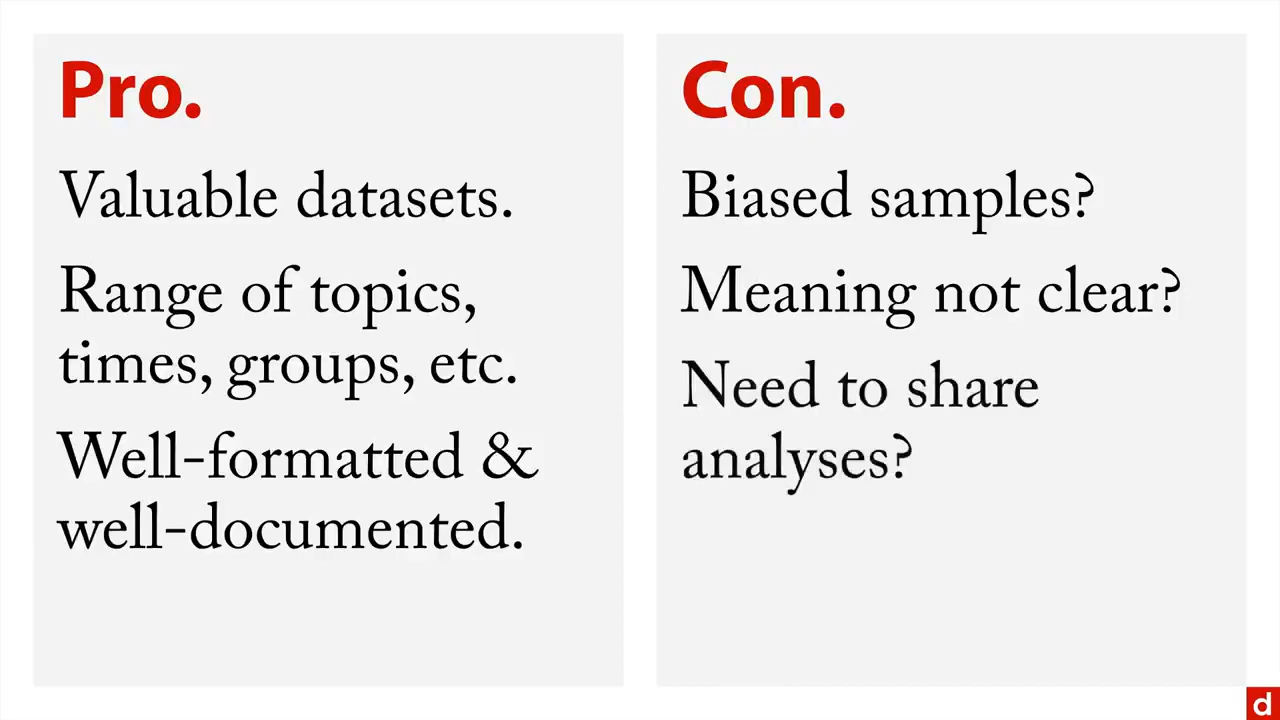 Pro.
Valuable datasets.
Range of topics,
times, groups, etc.
Well-formatted &
well-documented.
Con.
Biased samples?
Meaning not clear?
Need to share
analyses?
d